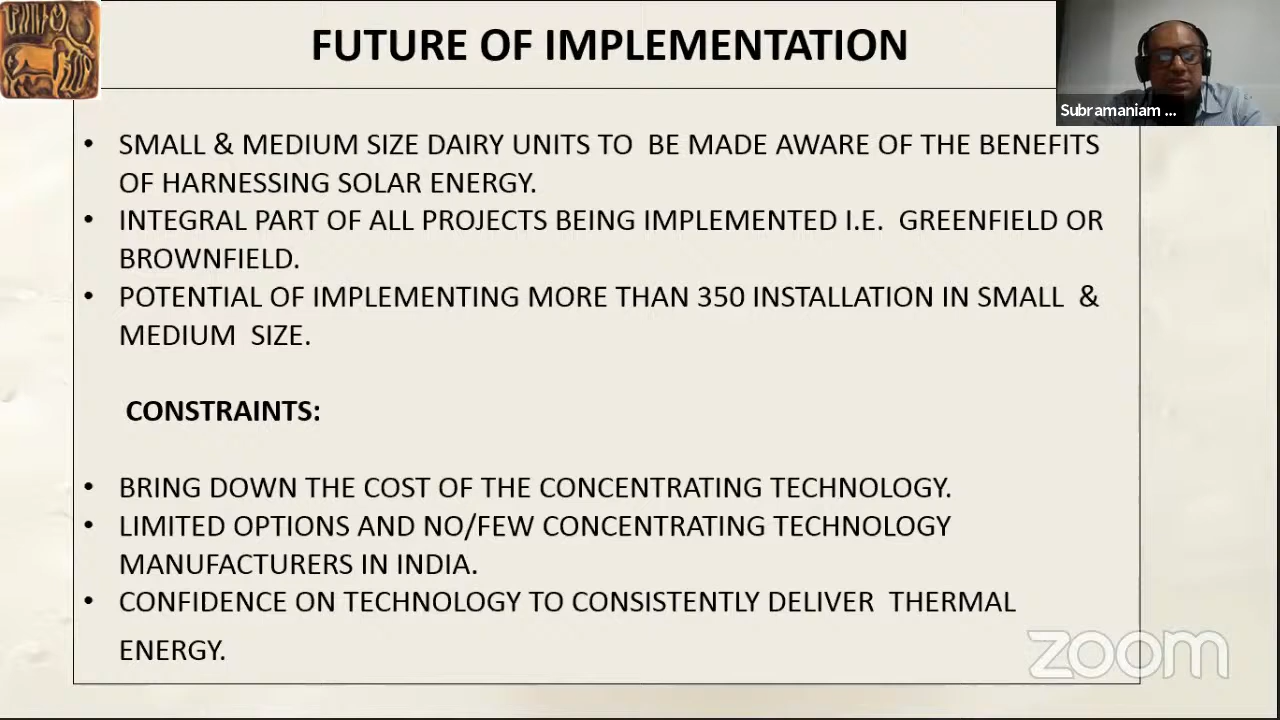 FUTURE OF IMPLEMENTATION
Subramaniam ...
• SMALL & MEDIUM SIZE DAIRY UNITS TO BE MADE AWARE OF THE BENEFITS
OF HARNESSING SOLAR ENERGY.
• INTEGRAL PART OF ALL PROJECTS BEING IMPLEMENTED I.E. GREENFIELD OR
BROWNFIELD.
• POTENTIAL OF IMPLEMENTING MORE THAN 350 INSTALLATION IN SMALL &
MEDIUM SIZE.
CONSTRAINTS:
• BRING DOWN THE COST OF THE CONCENTRATING TECHNOLOGY.
• LIMITED OPTIONS AND NO/FEW CONCENTRATING TECHNOLOGY
MANUFACTURERS IN INDIA.
• CONFIDENCE ON TECHNOLOGY TO CONSISTENTLY DELIVER THERMAL
ENERGY.
zoom